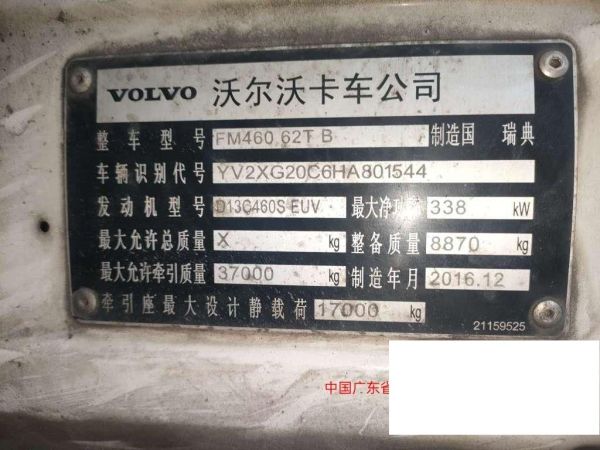 VOLVO 沃尔沃卡车公司
整车型号 FM460 62T B 制造国 瑞典
车辆识别代号 YV2XG20C6HA801544
发动机型号 D13C460S EUV 最大净功率 338 kW
最大允许总质量 X kg 整备质量 8870 kg
最大允许牵引质量 37000 kg 制造年月 2016.12
牵引座最大设计静载荷 17000 kg
21159525
中国广东省